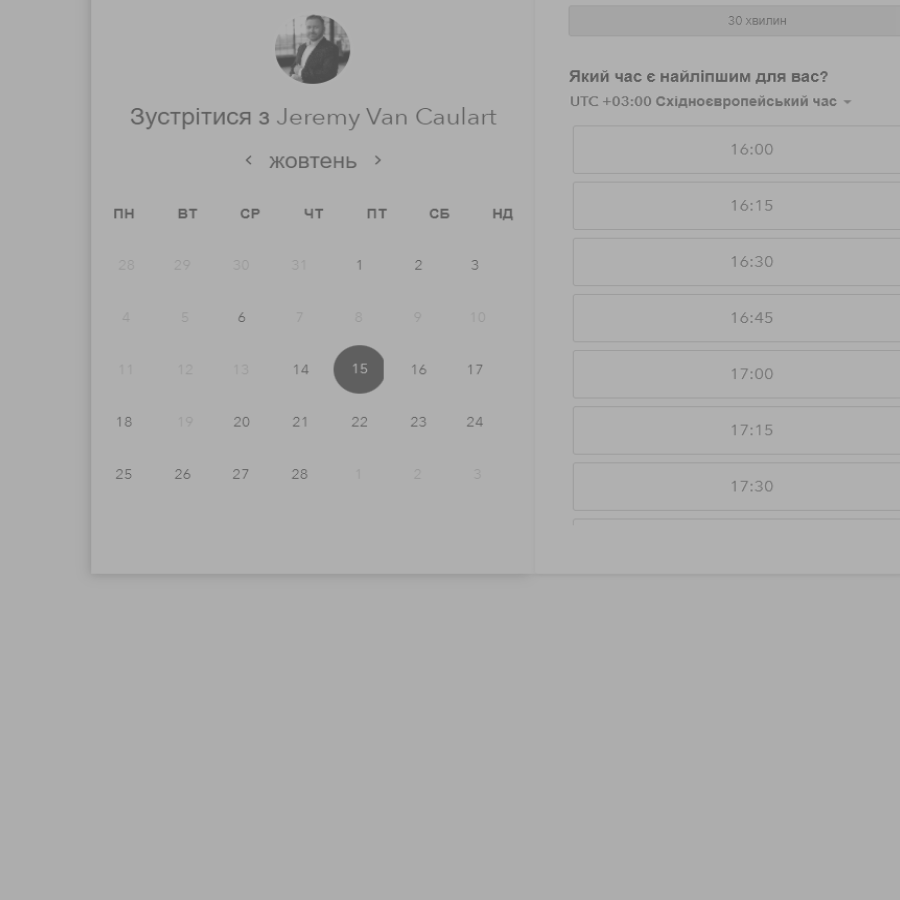 Зустрітися з Jeremy Van Caulart
‹ жовтень ›
ПН ВТ СР ЧТ ПТ СБ НД
28 29 30 31 1 2 3
4 5 6 7 8 9 10
11 12 13 14 15 16 17
18 19 20 21 22 23 24
25 26 27 28 1 2 3
30 хвилин
Який час є найліпшим для вас?
UTC +03:00 Східноєвропейський час
16:00
16:15
16:30
16:45
17:00
17:15
17:30